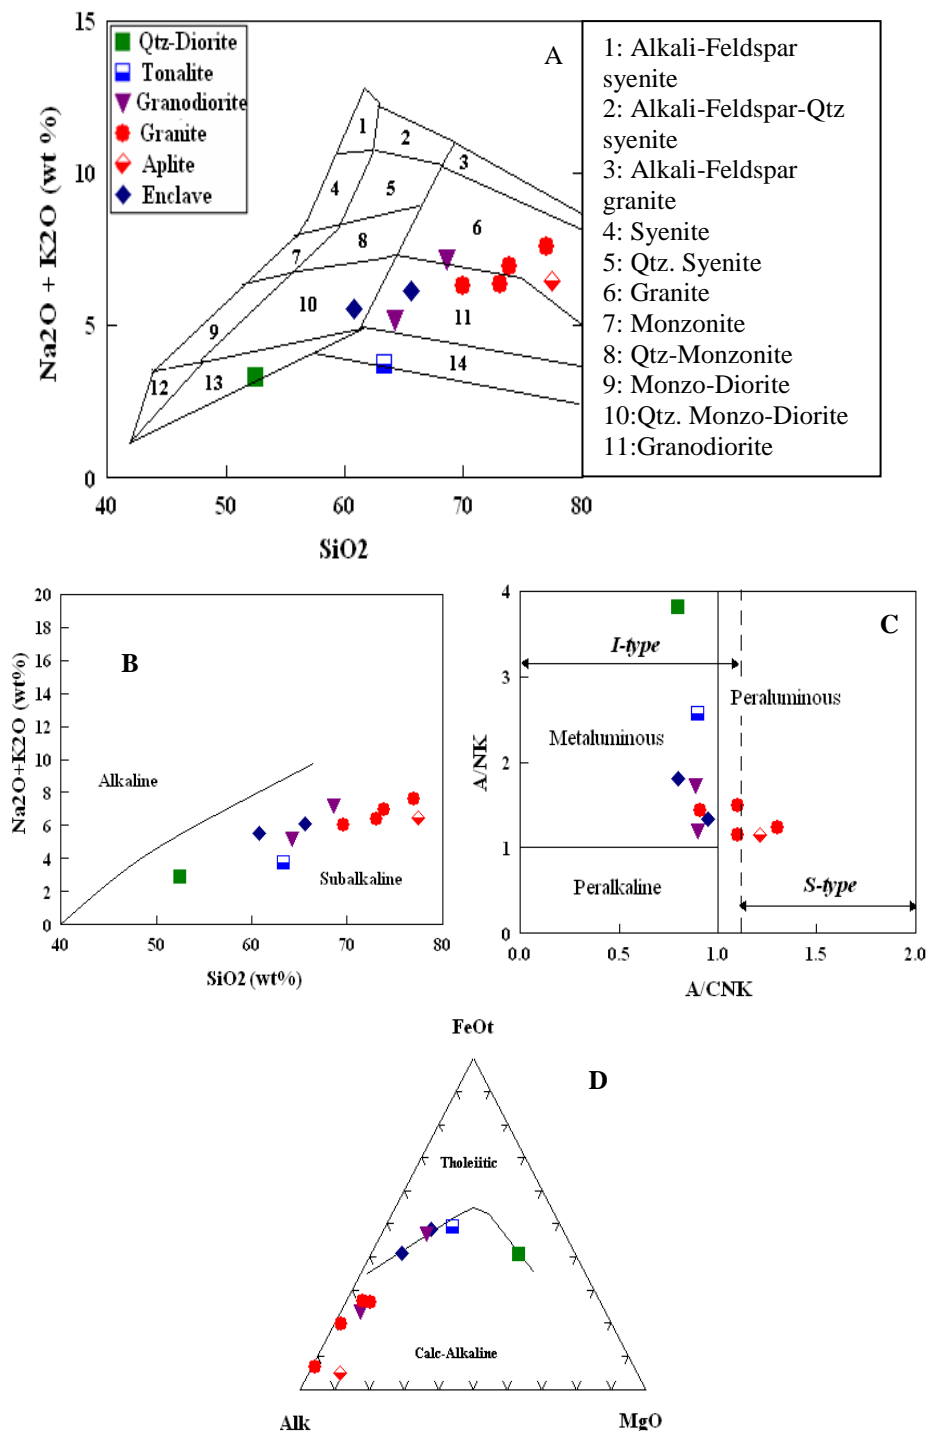 15
10
5
0
Na2O + K2O (wt %)
Qtz-Diorite
Tonalite
Granodiorite
Granite
Aplite
Enclave
A
1
2
3
4
5
6
7
8
9
10
11
12
13
14
40
50
60
70
80
SiO2
1: Alkali-Feldspar
syenite
2: Alkali-Feldspar-Qtz
syenite
3: Alkali-Feldspar
granite
4: Syenite
5: Qtz. Syenite
6: Granite
7: Monzonite
8: Qtz-Monzonite
9: Monzo-Diorite
10:Qtz. Monzo-Diorite
11:Granodiorite
20
18
16
14
12
10
8
6
4
2
0
Na2O+K2O (wt%)
B
Alkaline
Subalkaline
40
50
60
70
80
SiO2 (wt%)
4
3
2
1
0
A/NK
C
I-type
Peraluminous
Metaluminous
Peralkaline
S-type
0.0
0.5
1.0
1.5
2.0
A/CNK
FeOt
D
Tholeiitic
Calc-Alkaline
Alk
MgO